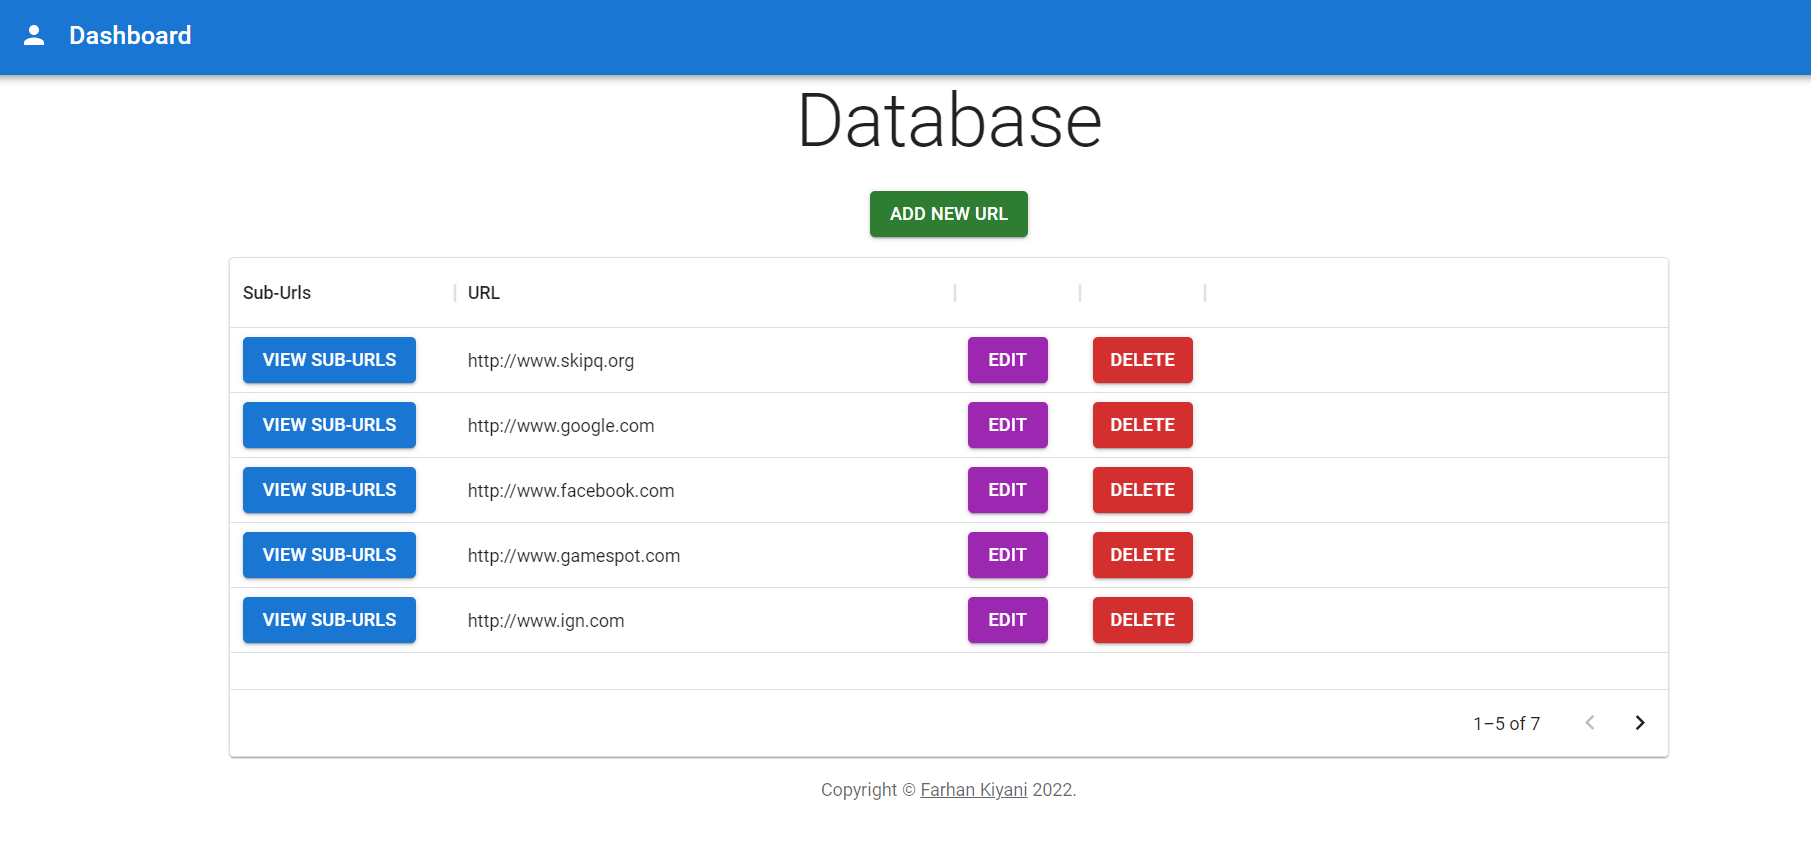 Dashboard
Database
ADD NEW URL
Sub-Urls URL
VIEW SUB-URLS http://www.skipq.org EDIT DELETE
VIEW SUB-URLS http://www.google.com EDIT DELETE
VIEW SUB-URLS http://www.facebook.com EDIT DELETE
VIEW SUB-URLS http://www.gamespot.com EDIT DELETE
VIEW SUB-URLS http://www.ign.com EDIT DELETE
1–5 of 7
Copyright © Farhan Kiyani 2022.